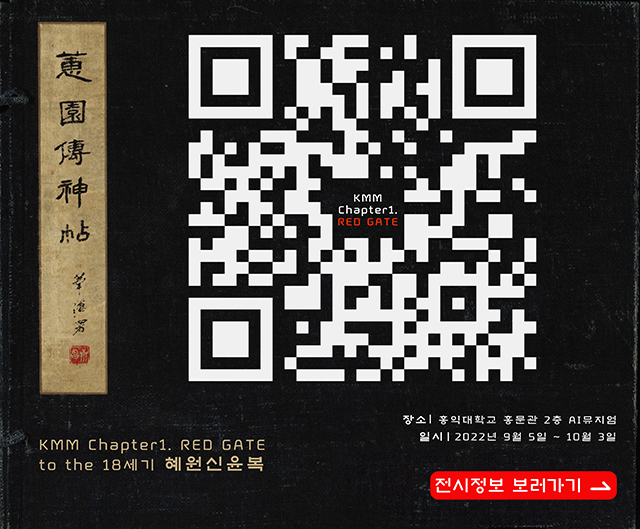 蕙園傳神帖
KMM
Chapter1.
RED GATE
장소| 홍익대학교 홍문관 2층 AI뮤지엄
일시| 2022년 9월 5일 ~ 10월 3일
KMM Chapter1. RED GATE
to the 18세기 혜원신윤복
전시정보 보러가기